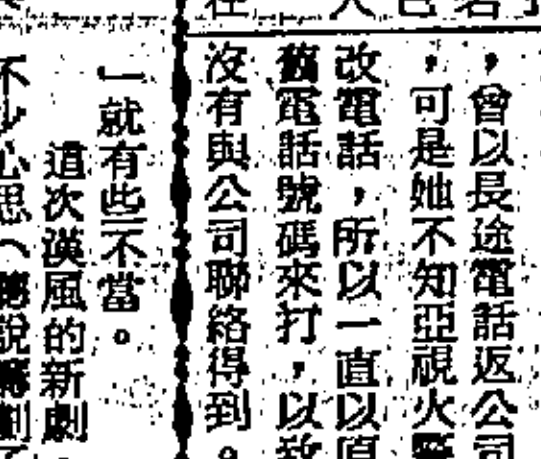 ，曾以長途電話返公司
，可是她不知亞視火
改電話，所以一直以原
舊電話號碼來打，以致
沒有與公司聯絡得到。
」就有些不當。
這次漢風的新劇，
不少心思（聽說